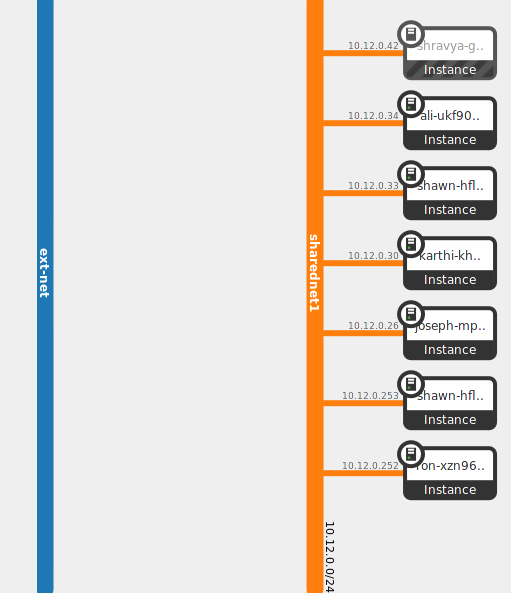 ext-net
sharednet1
10.12.0.0/24
10.12.0.42
shravya-g..
Instance
10.12.0.34
ali-ukf90..
Instance
10.12.0.33
shawn-hfl..
Instance
10.12.0.30
karthi-kh..
Instance
10.12.0.26
joseph-mp..
Instance
10.12.0.253
shawn-hfl..
Instance
10.12.0.252
ron-xzn96..
Instance